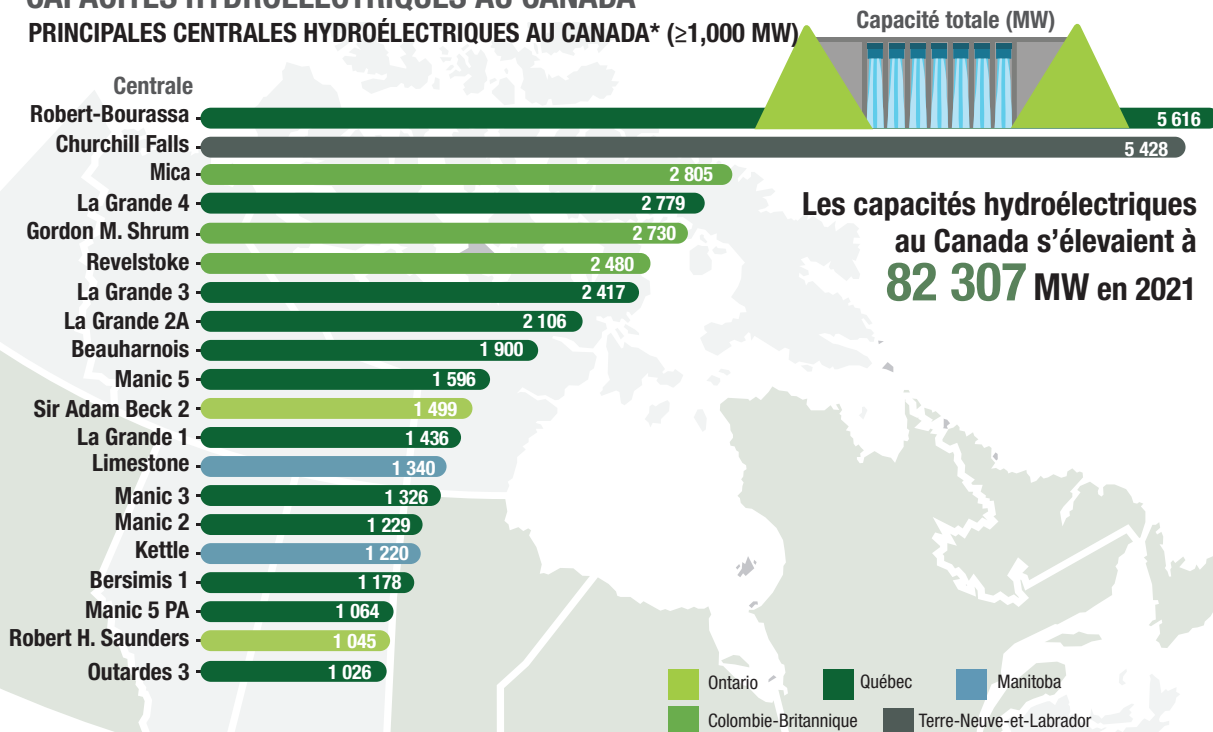 CAPACITÉS HYDROÉLECTRIQUES AU CANADA
PRINCIPALES CENTRALES HYDROÉLECTRIQUES AU CANADA* (≥1,000 MW)
Capacité totale (MW)
Centrale
Robert-Bourassa 5 616
Churchill Falls 5 428
Mica 2 805
La Grande 4 2 779
Gordon M. Shrum 2 730
Revelstoke 2 480
La Grande 3 2 417
La Grande 2A 2 106
Beauharnois 1 900
Manic 5 1 596
Sir Adam Beck 2 1 499
La Grande 1 1 436
Limestone 1 340
Manic 3 1 326
Manic 2 1 229
Kettle 1 220
Bersimis 1 1 178
Manic 5 PA 1 064
Robert H. Saunders 1 045
Outardes 3 1 026
Les capacités hydroélectriques
au Canada s’élevaient à
82 307 MW en 2021
Ontario Québec Manitoba
Colombie-Britannique Terre-Neuve-et-Labrador